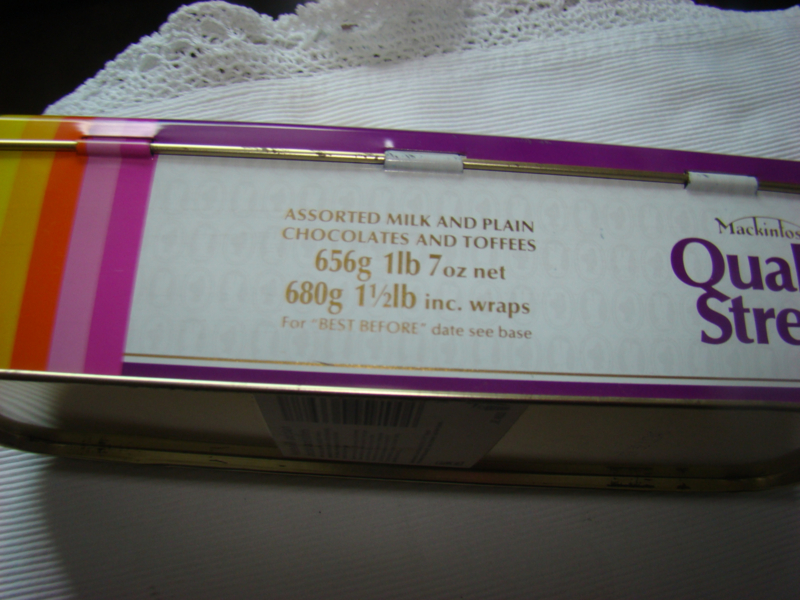 ASSORTED MILK AND PLAIN
CHOCOLATES AND TOFFEES
656g 1lb 7oz net
680g 1½lb inc. wraps
For "BEST BEFORE" date see base
Mackintos
Qual
Stre